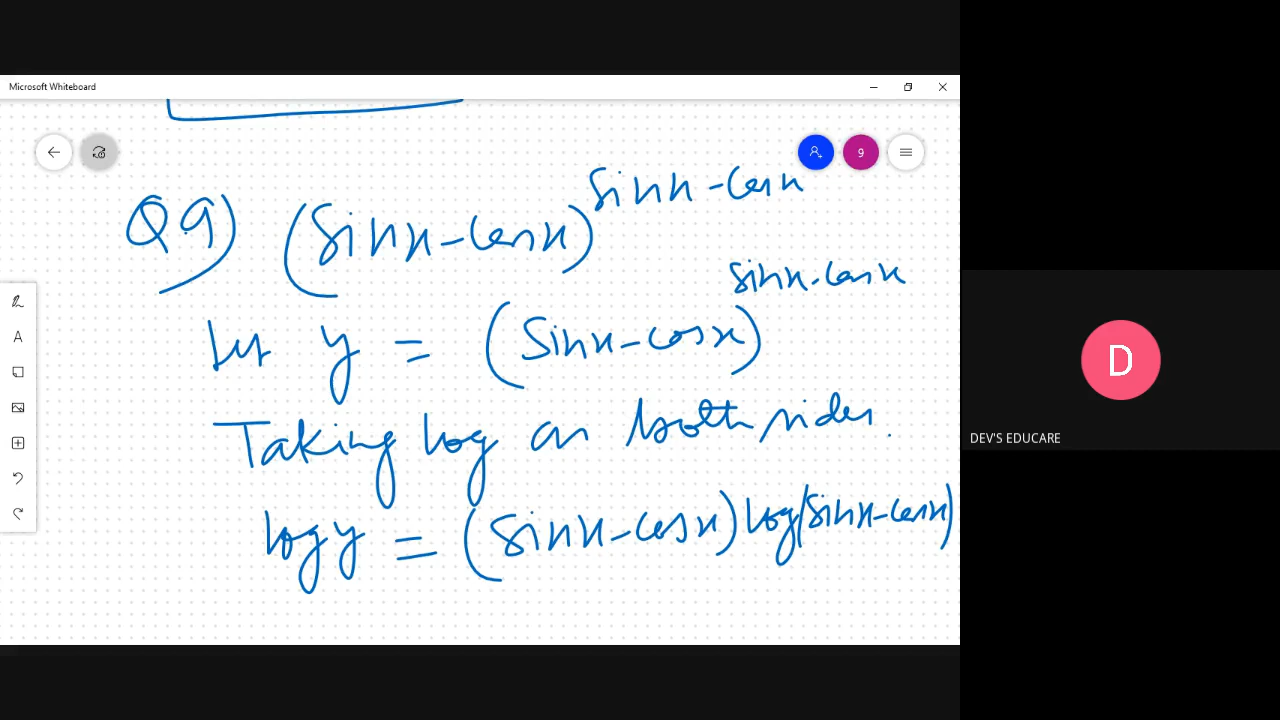 Microsoft Whiteboard
9
Q9) (Sinx - Cosx)^sinx - cosx
let y = (Sinx - cosx)^sinx - cosx
Taking log on both sides.
log y = (Sinx - cosx) log(sinx - cosx)
A
D
DEV'S EDUCARE